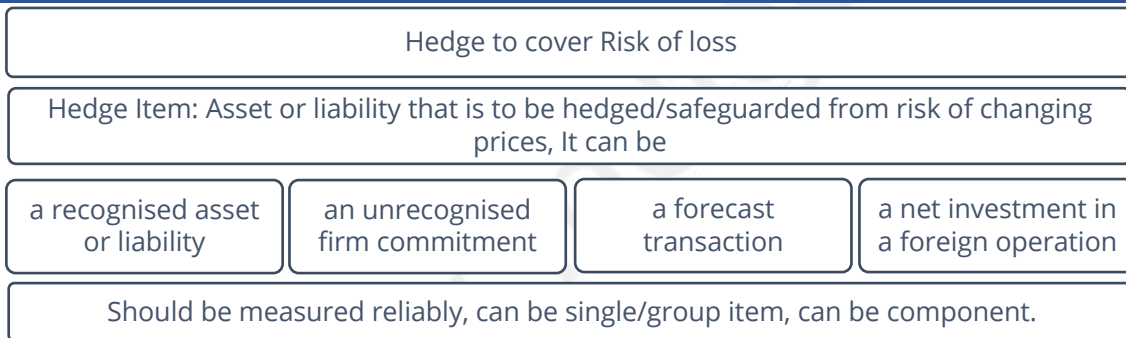 Hedge to cover Risk of loss
Hedge Item: Asset or liability that is to be hedged/safeguarded from risk of changing
prices, It can be
a recognised asset
or liability
an unrecognised
firm commitment
a forecast
transaction
a net investment in
a foreign operation
Should be measured reliably, can be single/group item, can be component.